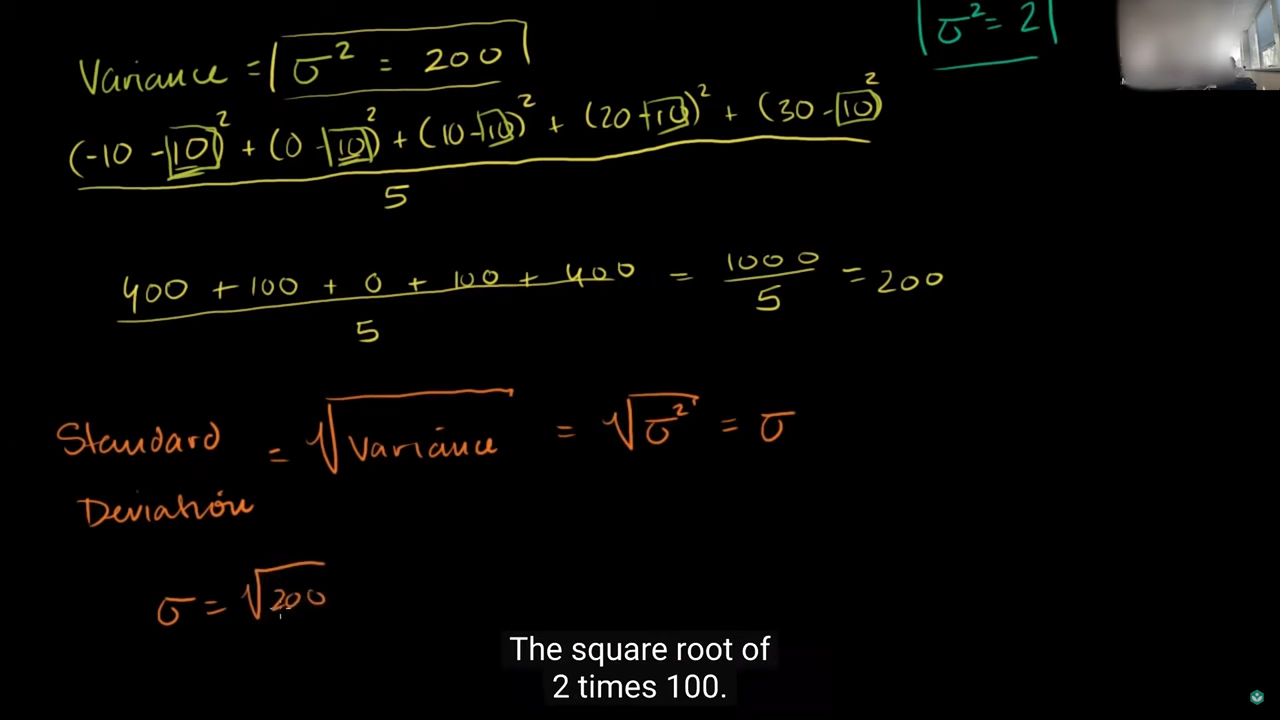 Variance = σ² = 200
σ² = 2
(-10 - 10)² + (0 - 10)² + (10 - 10)² + (20 - 10)² + (30 - 10)²
5
400 + 100 + 0 + 100 + 400 = 1000 = 200
5 5
Standard Deviation = √Variance = √σ² = σ
σ = √200
The square root of
2 times 100.